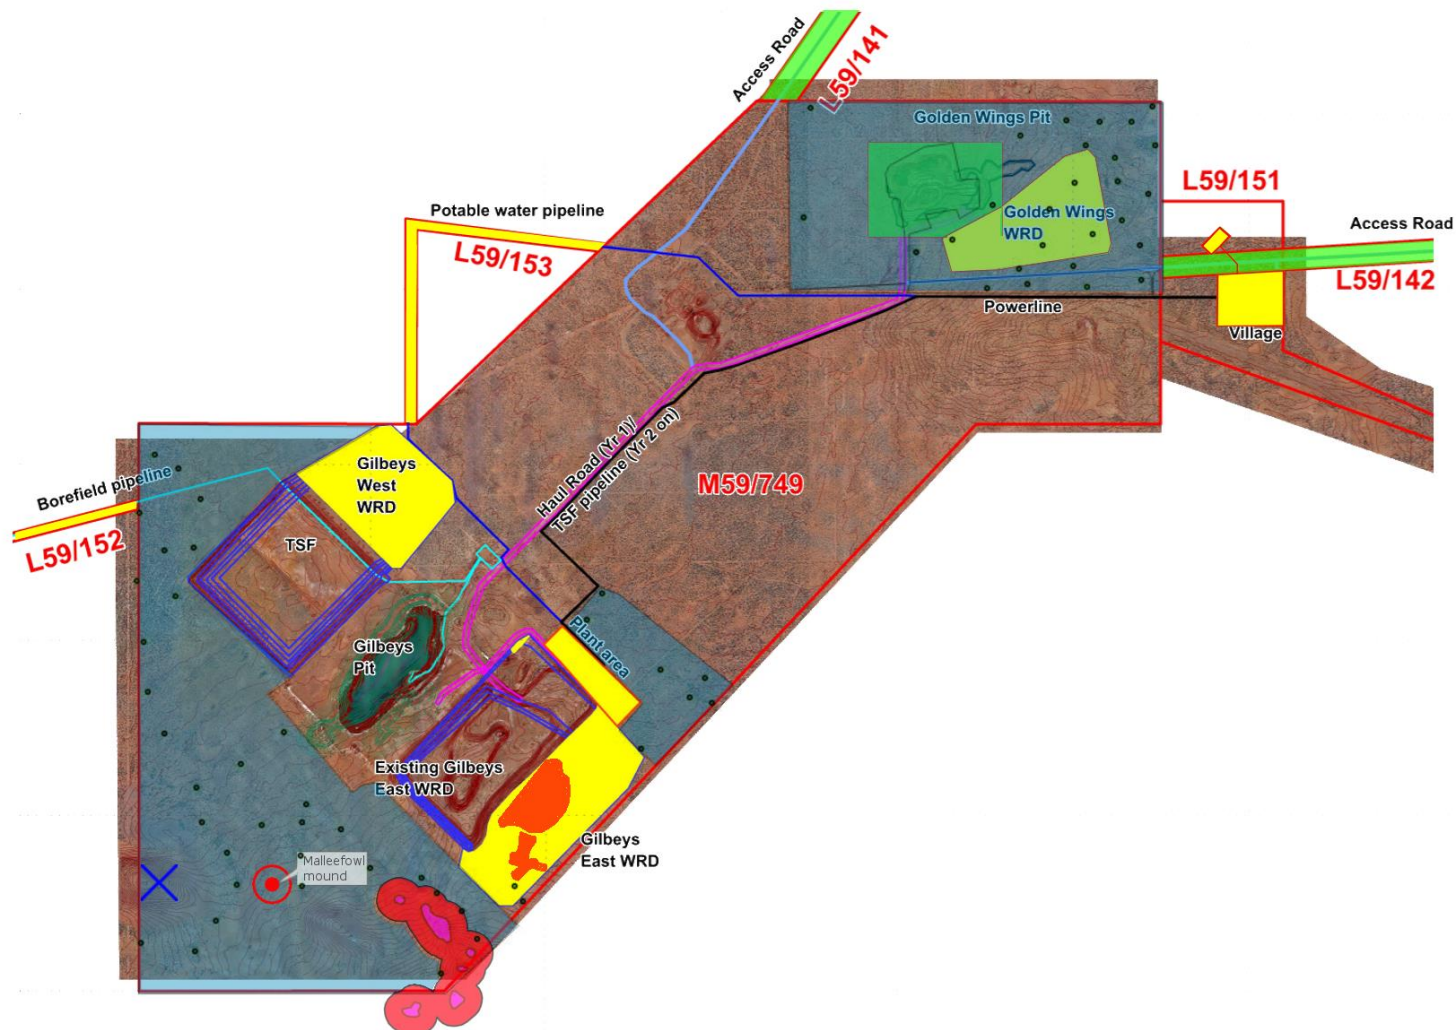 Access Road
L59/141
Golden Wings Pit
L59/151
Potable water pipeline
Golden Wings
WRD
Access Road
L59/153
L59/142
Powerline
Village
Haul Road (Yr 1)/
TSF pipeline (Yr 2 on)
Gilbeys
West
WRD
Borefield pipeline
M59/749
L59/152
TSF
Plant area
Gilbeys
Pit
Existing Gilbeys
East WRD
Gilbeys
East WRD
Malleefowl
mound